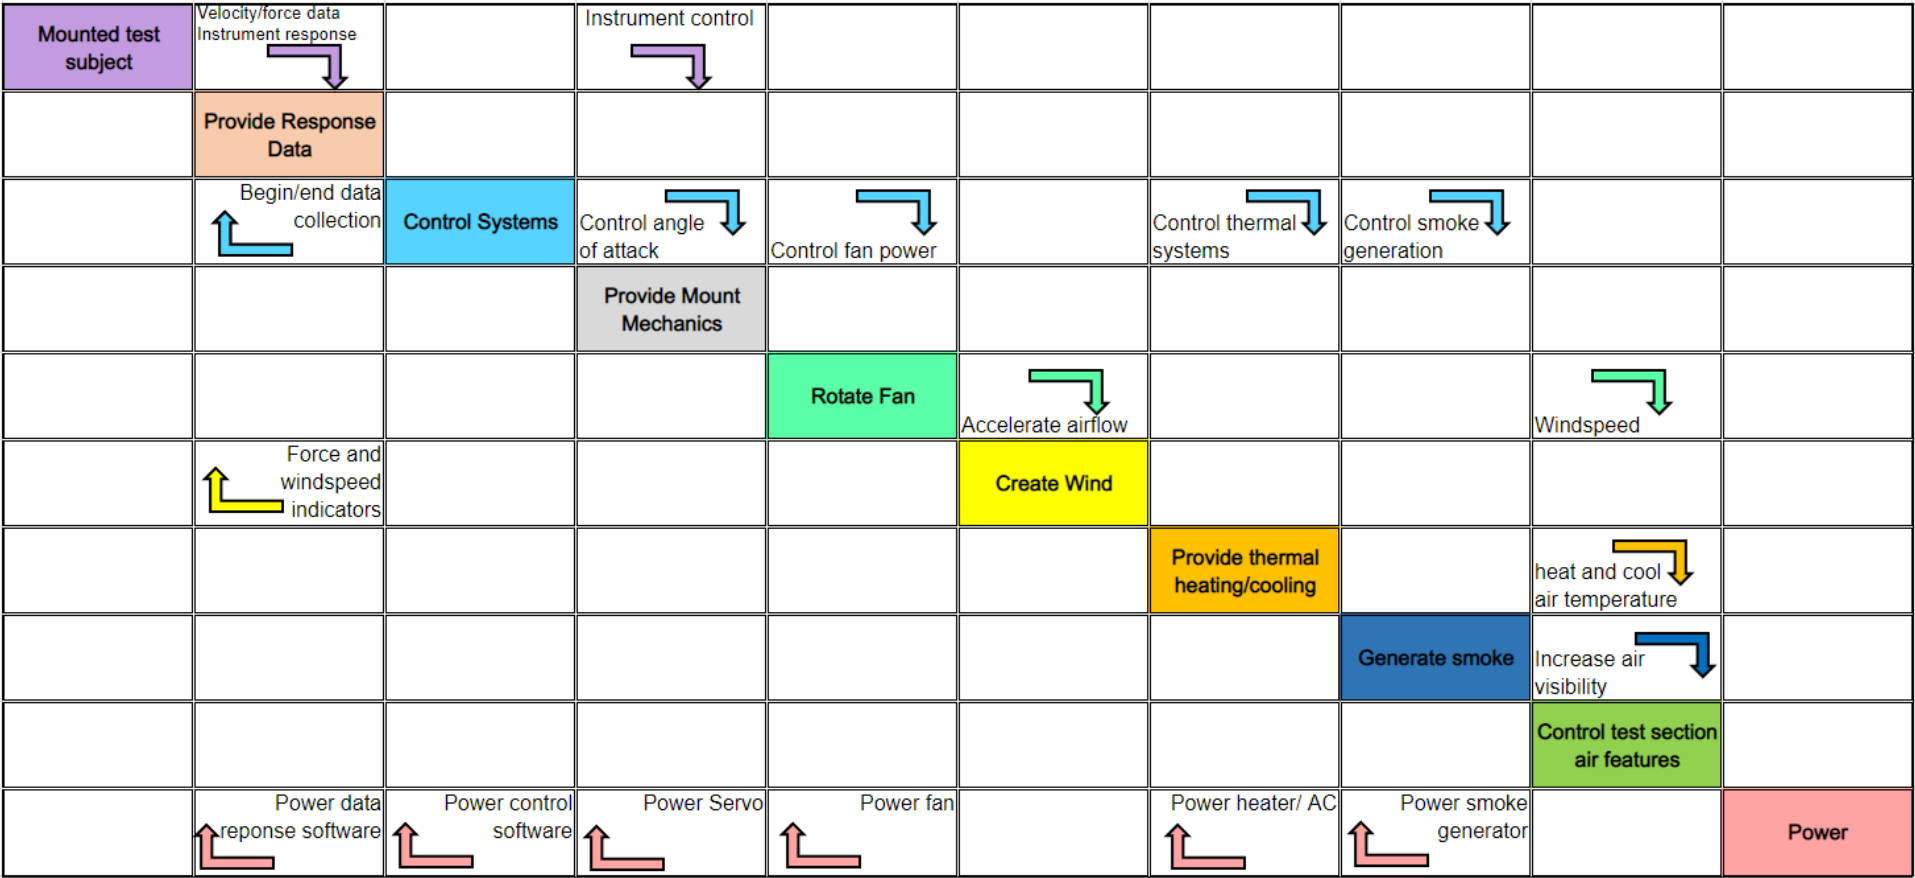 Mounted test
subject
Velocity/force data
Instrument response
Instrument control
Provide Response
Data
Begin/end data
collection
Control Systems
Control angle
of attack
Control fan power
Control thermal
systems
Control smoke
generation
Provide Mount
Mechanics
Rotate Fan
Accelerate airflow
Windspeed
Force and
windspeed
indicators
Create Wind
Provide thermal
heating/cooling
heat and cool
air temperature
Generate smoke
Increase air
visibility
Control test section
air features
Power data
reponse software
Power control
software
Power Servo
Power fan
Power heater/ AC
Power smoke
generator
Power